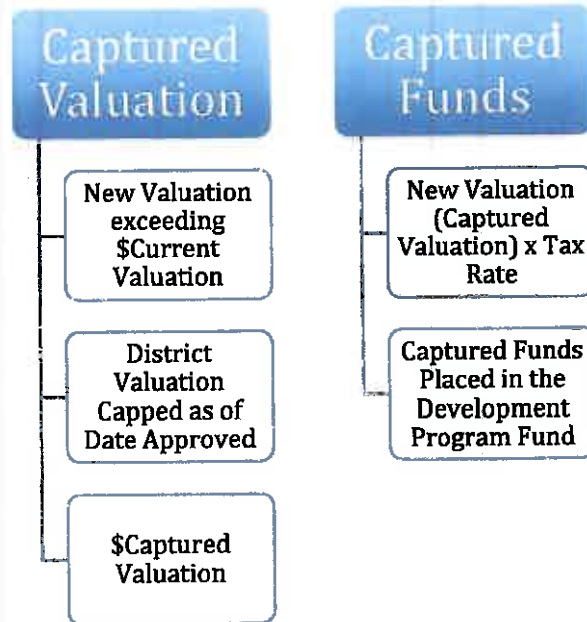 Captured
Valuation
New Valuation
exceeding
$Current
Valuation
District
Valuation
Capped as of
Date Approved
$Captured
Valuation
Captured
Funds
New Valuation
(Captured
Valuation) x Tax
Rate
Captured Funds
Placed in the
Development
Program Fund